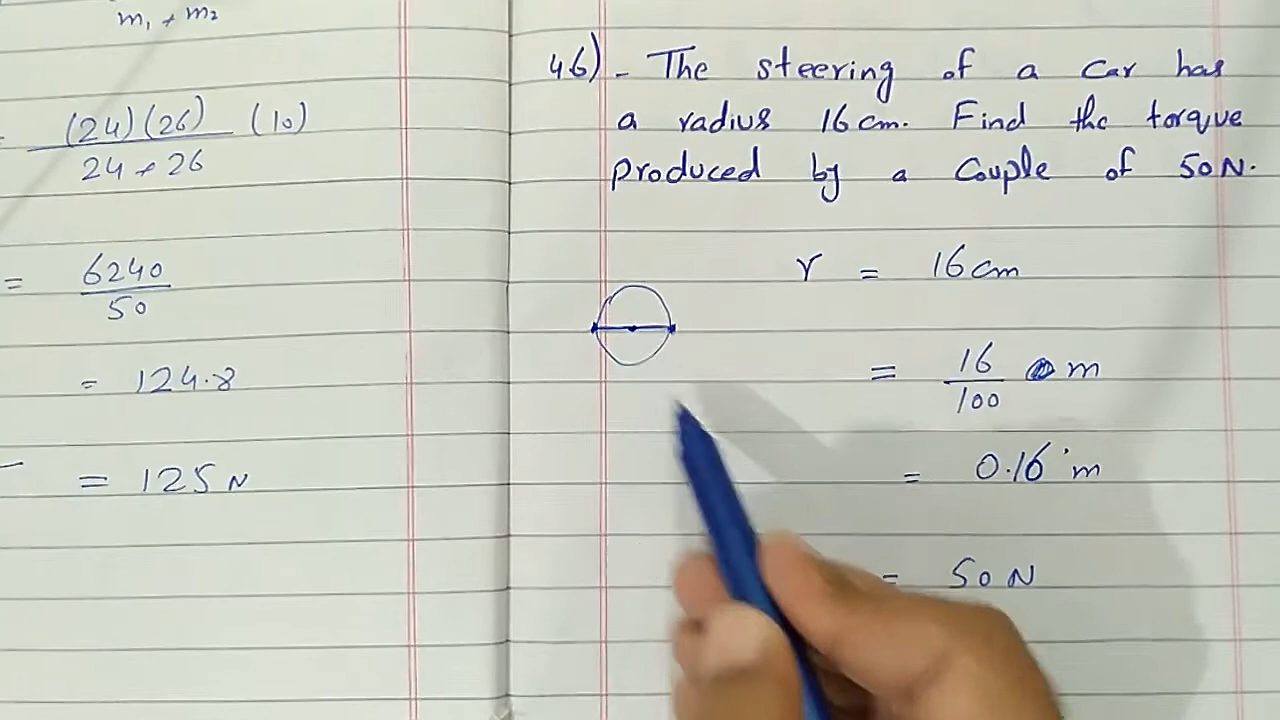 m₁ + m₂
(24)(26) (10)
24 + 26
= 6240
50
= 124.8
= 125 N
46) - The steering of a Car has
a radius 16 cm. Find the torque
produced by a Couple of 50 N.
r = 16 cm
= 16 m
100
= 0.16 m
= 50 N